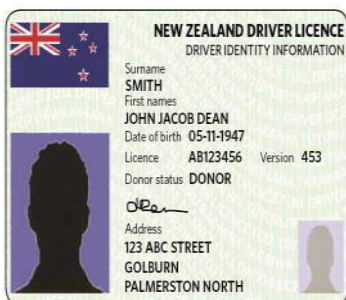 NEW ZEALAND DRIVER LICENCE
DRIVER IDENTITY INFORMATION
Surname
SMITH
First names
JOHN JACOB DEAN
Date of birth 05-11-1947
Licence AB123456 Version 453
Donor status DONOR
Address
123 ABC STREET
GOLBURN
PALMERSTON NORTH